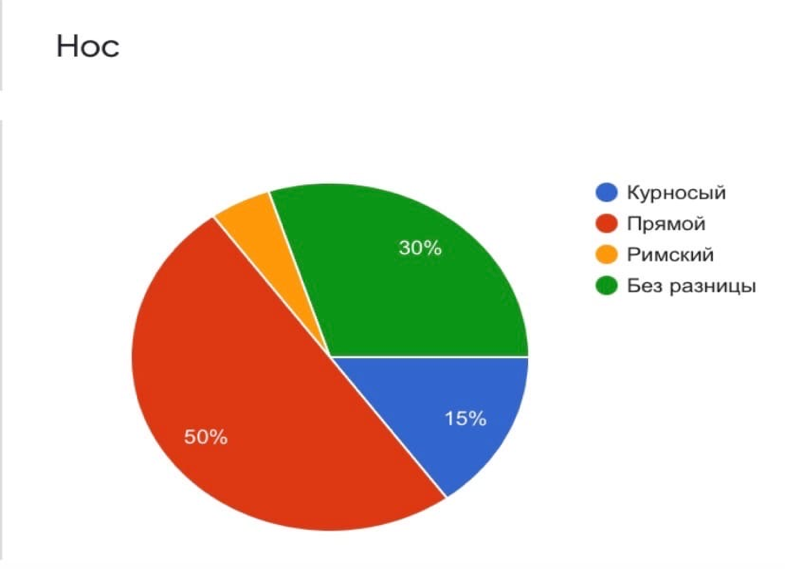 Нос
Курносый
Прямой
Римский
Без разницы
30%
15%
50%